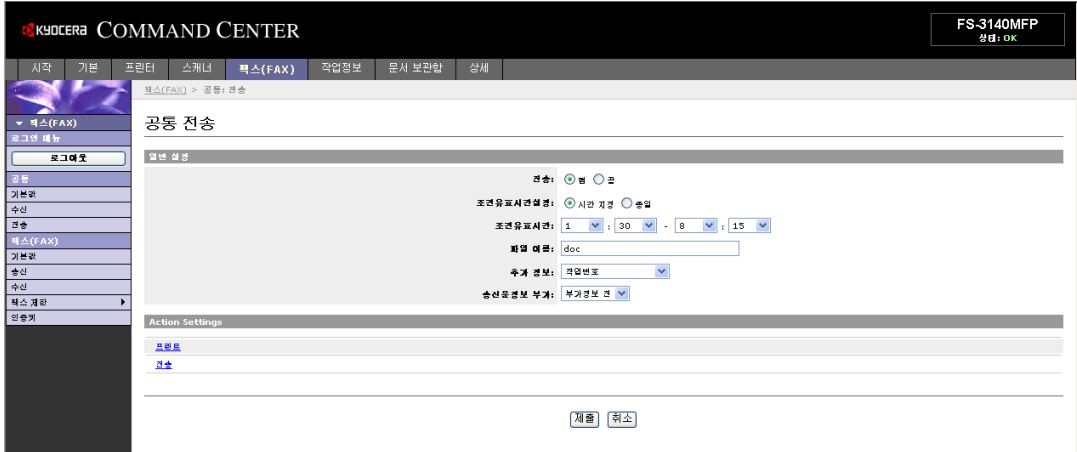 KYOCERA COMMAND CENTER
FS-3140MFP
상태: OK
시작 기본 프린터 스캐너 팩스(FAX) 작업정보 문서 보관함 상세
팩스(FAX) > 공통: 전송
▼ 팩스(FAX)
로그인 메뉴
로그아웃
공통
기본값
수신
전송
팩스(FAX)
기본값
송신
수신
팩스 제한
인증키
공통 전송
일반 설정
전송: 켬 끔
조건유효시간설정: 시간 지정 종일
조건유효시간: 1 : 30 - 8 : 15
파일 이름: doc
추가 정보: 작업번호
송신문정보 부가: 부가정보 전
Action Settings
프린트
전송
제출 취소